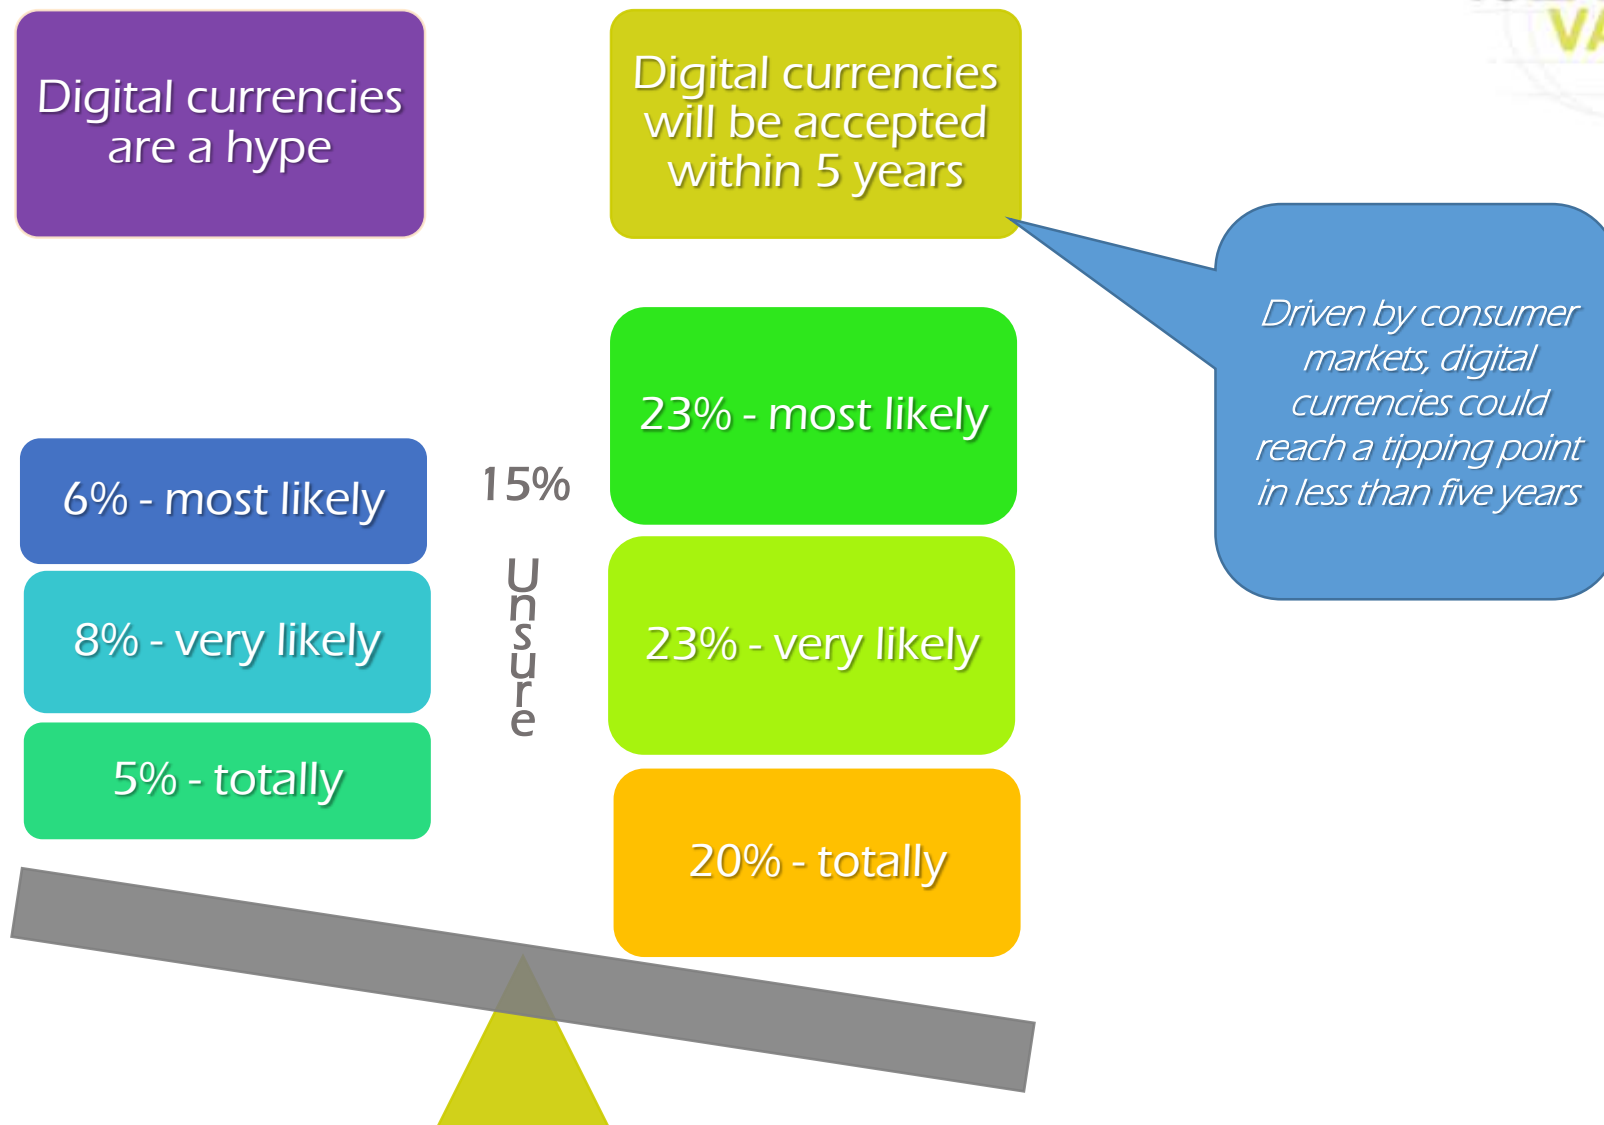 Digital currencies
are a hype
Digital currencies
will be accepted
within 5 years
Driven by consumer
markets, digital
currencies could
reach a tipping point
in less than five years
6% - most likely
8% - very likely
5% - totally
15%
Unsure
23% - most likely
23% - very likely
20% - totally